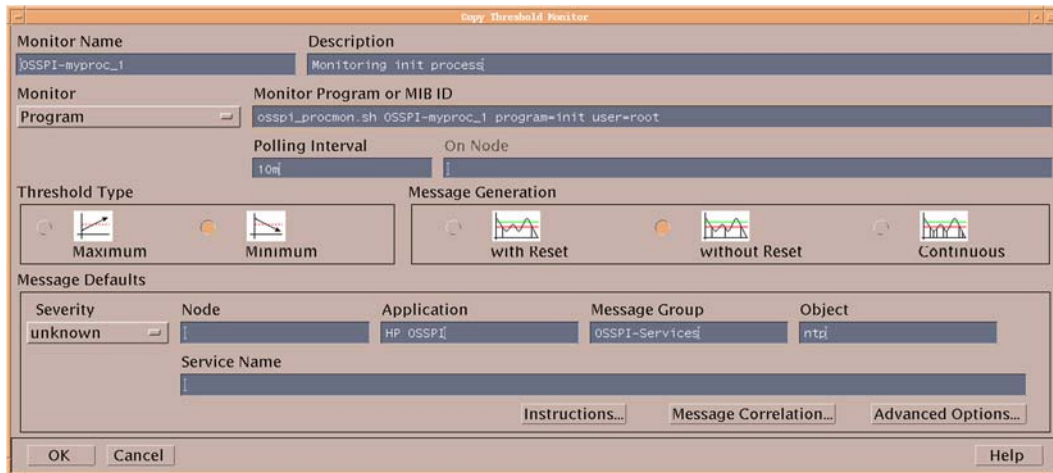 Copy Threshold Monitor
Monitor Name Description
OSSPI-myproc_1 Monitoring init process
Monitor Monitor Program or MIB ID
Program osspi_procmon.sh OSSPI-myproc_1 program=init user=root
Polling Interval On Node
10m
Threshold Type Message Generation
Maximum Minimum with Reset without Reset Continuous
Message Defaults
Severity Node Application Message Group Object
unknown HP OSSPI OSSPI-Services ntp
Service Name
Instructions... Message Correlation... Advanced Options...
OK Cancel Help